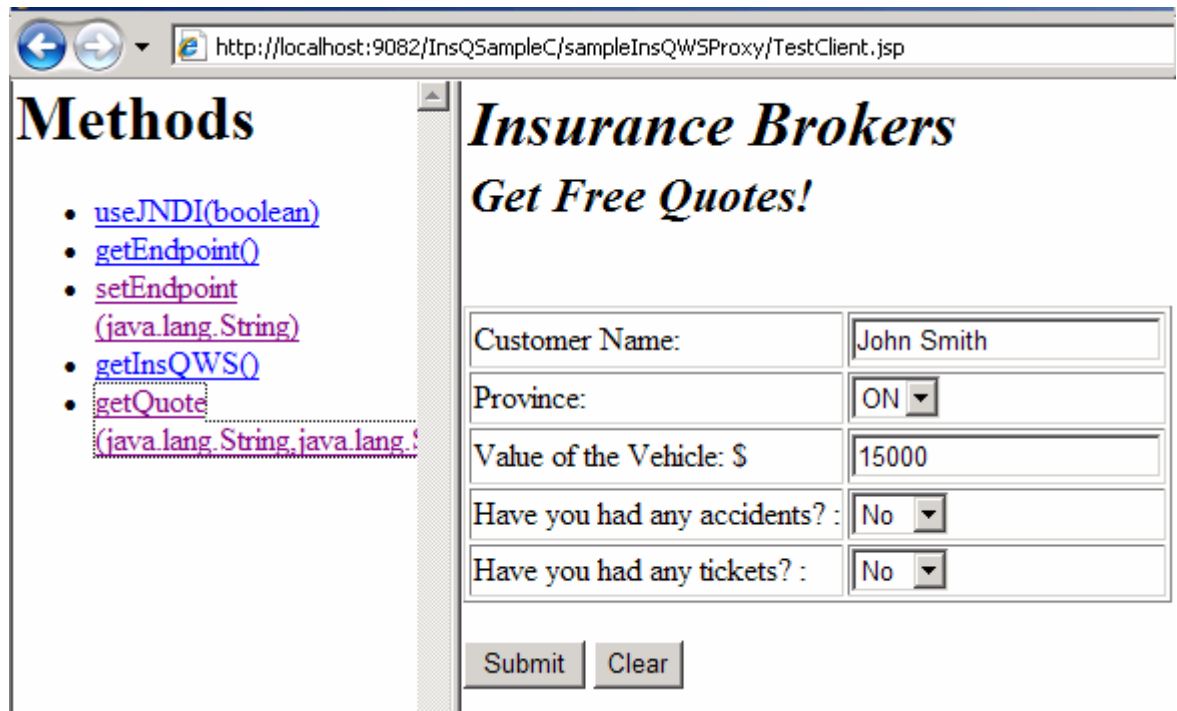 http://localhost:9082/InsQSampleC/sampleInsQWSProxy/TestClient.jsp
Methods
useJNDI(boolean)
getEndpoint()
setEndpoint
(java.lang.String)
getInsQWS()
getQuote
(java.lang.String,java.lang.
Insurance Brokers
Get Free Quotes!
Customer Name: John Smith
Province: ON
Value of the Vehicle: $ 15000
Have you had any accidents? : No
Have you had any tickets? : No
Submit Clear